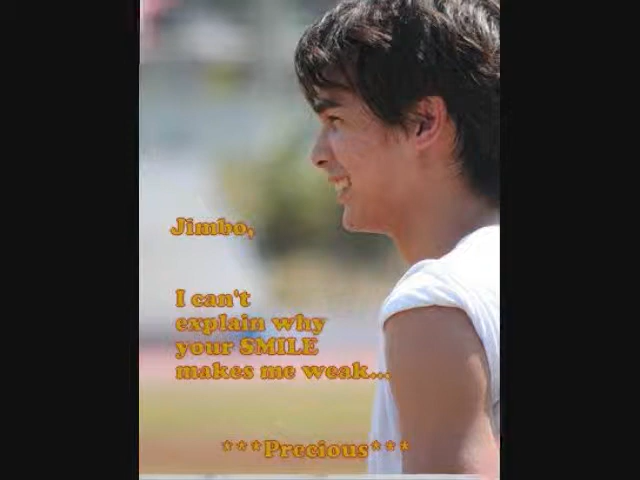 Jimbo,
I can't
explain why
your SMILE
makes me weak...
***Precious***